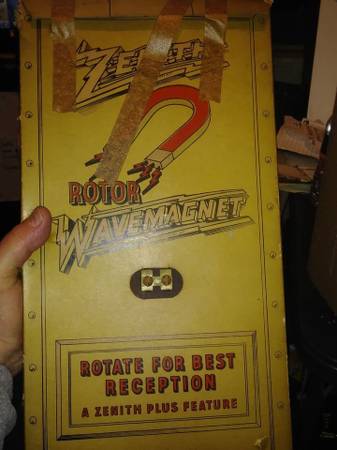 ZENITH
ROTOR
WAVEMAGNET
ROTATE FOR BEST
RECEPTION
A ZENITH PLUS FEATURE